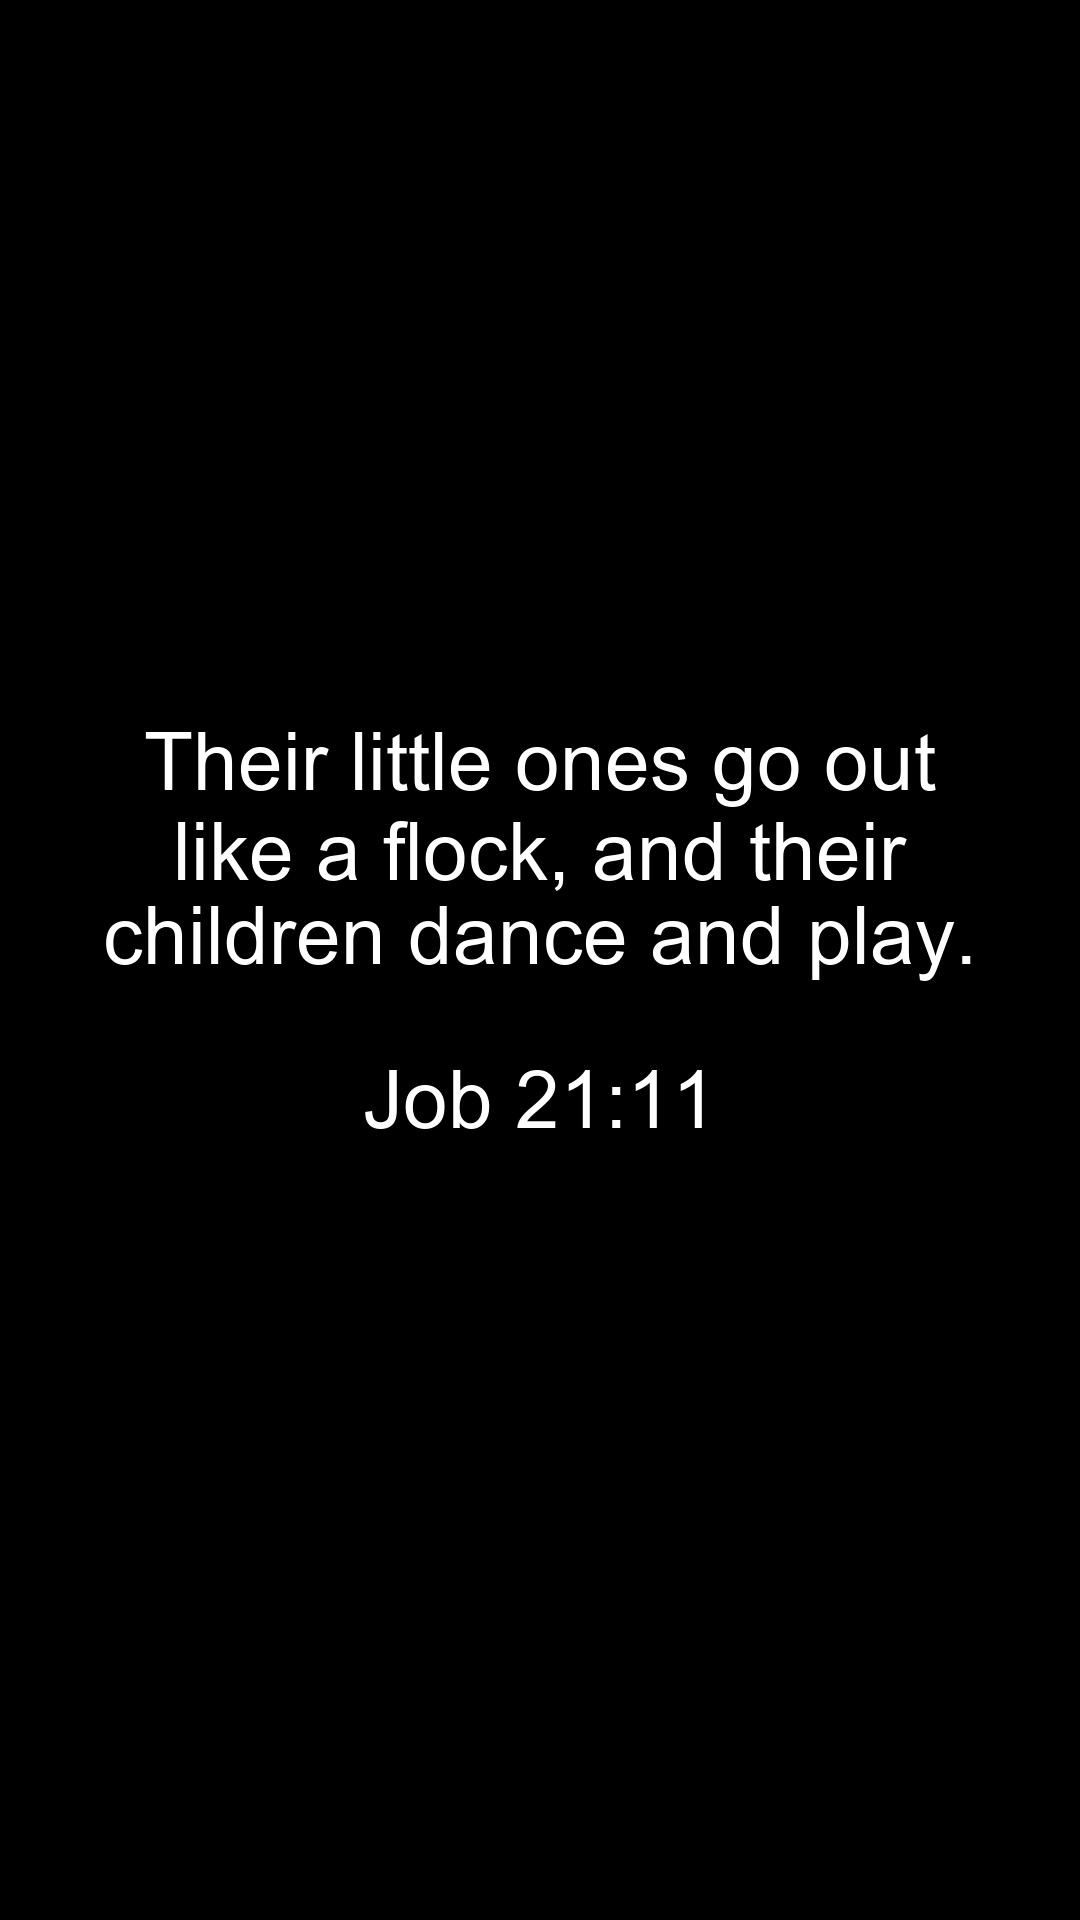 Their little ones go out
like a flock, and their
children dance and play.
Job 21:11